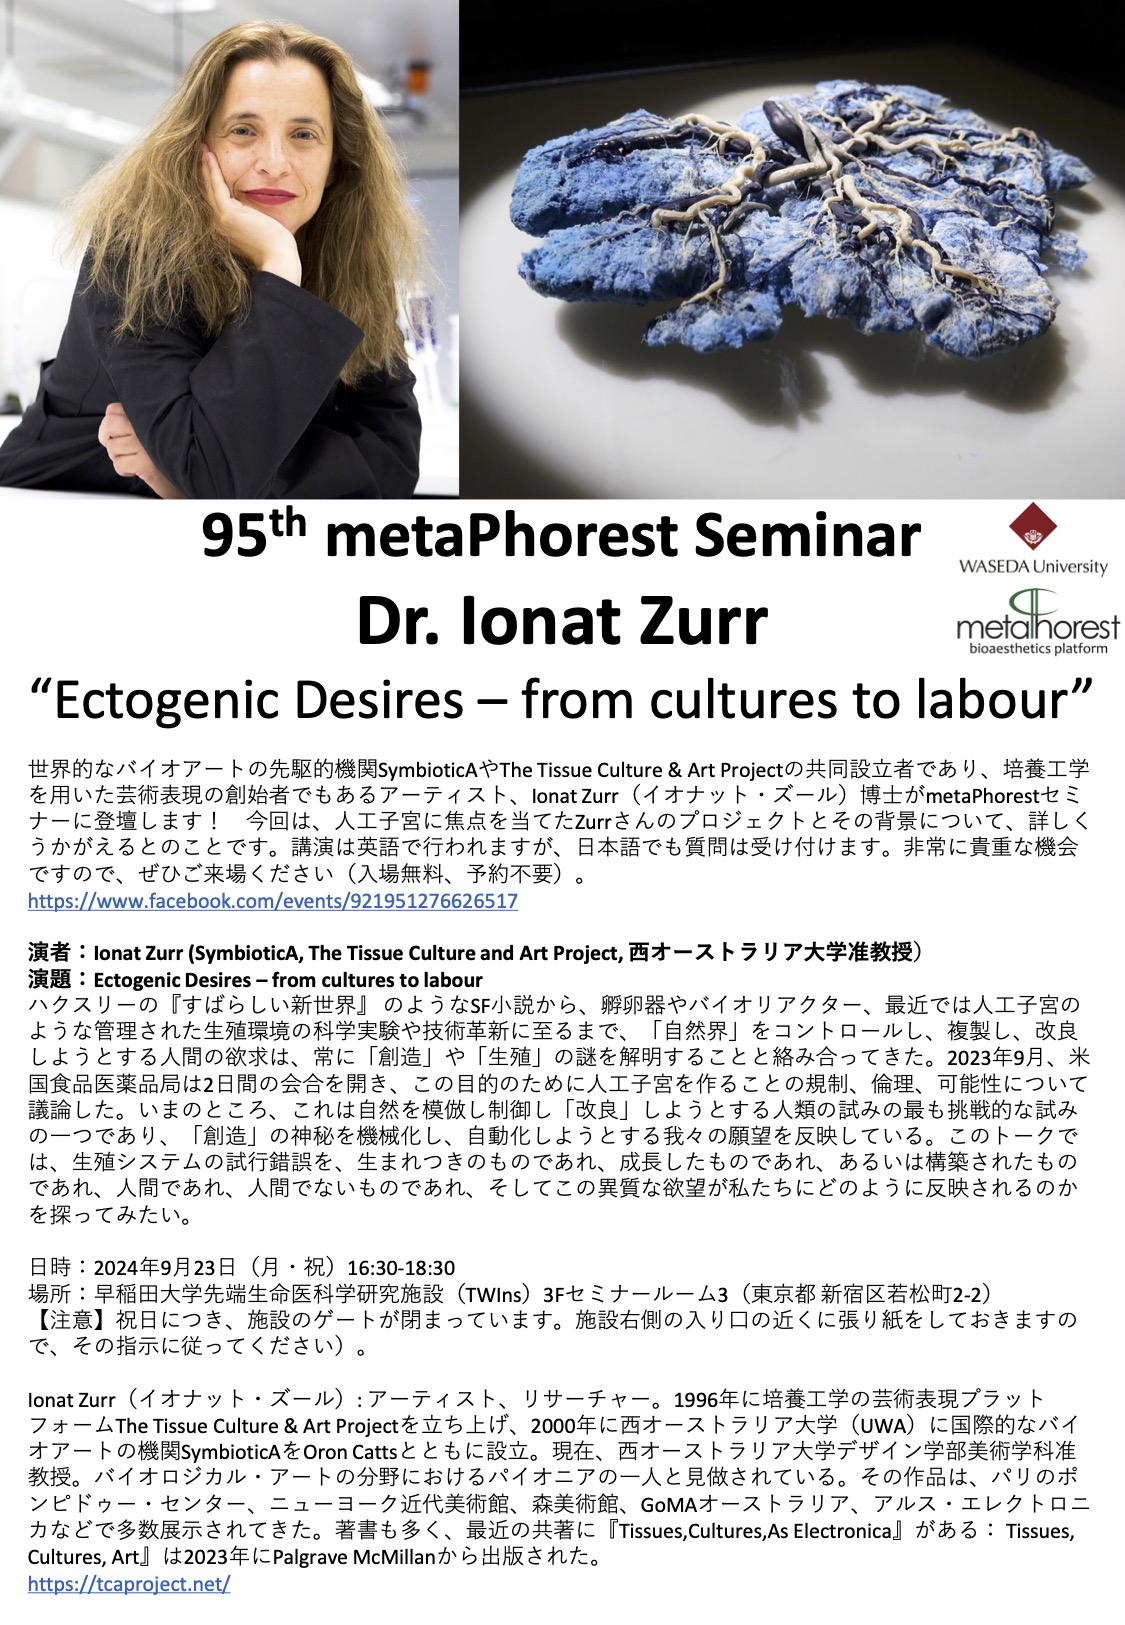 95th metaPhorest Seminar
WASEDA University
Dr. Ionat Zurr
metaPhorest
bioaesthetics platform
“Ectogenic Desires – from cultures to labour”
世界的なバイオアートの先駆的機関SymbioticAやThe Tissue Culture & Art Projectの共同設立者であり、培養工学
を用いた芸術表現の創始者でもあるアーティスト、Ionat Zurr（イオナット・ズール）博士がmetaPhorestセミ
ナーに登壇します！　今回は、人工子宮に焦点を当てたZurrさんのプロジェクトとその背景について、詳しく
うかがえるとのことです。講演は英語で行われますが、日本語でも質問は受け付けます。非常に貴重な機会
ですので、ぜひご来場ください（入場無料、予約不要）。
https://www.facebook.com/events/921951276626517
演者：Ionat Zurr (SymbioticA, The Tissue Culture and Art Project, 西オーストラリア大学准教授）
演題：Ectogenic Desires – from cultures to labour
ハクスリーの『すばらしい新世界』 のようなSF小説から、孵卵器やバイオリアクター、最近では人工子宮の
ような管理された生殖環境の科学実験や技術革新に至るまで、「自然界」をコントロールし、複製し、改良
しようとする人間の欲求は、常に「創造」や「生殖」の謎を解明することと絡み合ってきた。2023年9月、米
国食品医薬品局は2日間の会合を開き、この目的のために人工子宮を作ることの規制、倫理、可能性について
議論した。いまのところ、これは自然を模倣し制御し「改良」しようとする人類の試みの最も挑戦的な試み
の一つであり、「創造」の神秘を機械化し、自動化しようとする我々の願望を反映している。このトークで
は、生殖システムの試行錯誤を、生まれつきのものであれ、成長したものであれ、あるいは構築されたもの
であれ、人間であれ、人間でないものであれ、そしてこの異質な欲望が私たちにどのように反映されるのか
を探ってみたい。
日時：2024年9月23日（月・祝）16:30-18:30
場所：早稲田大学先端生命医科学研究施設（TWIns）3Fセミナールーム3（東京都 新宿区若松町2-2）
【注意】祝日につき、施設のゲートが閉まっています。施設右側の入り口の近くに張り紙をしておきますの
で、その指示に従ってください）。
Ionat Zurr（イオナット・ズール）: アーティスト、リサーチャー。1996年に培養工学の芸術表現プラット
フォームThe Tissue Culture & Art Projectを立ち上げ、2000年に西オーストラリア大学（UWA）に国際的なバイ
オアートの機関SymbioticAをOron Cattsとともに設立。現在、西オーストラリア大学デザイン学部美術学科准
教授。バイオロジカル・アートの分野におけるパイオニアの一人と見做されている。その作品は、パリのポ
ンピドゥー・センター、ニューヨーク近代美術館、森美術館、GoMAオーストラリア、アルス・エレクトロニ
カなどで多数展示されてきた。著書も多く、最近の共著に『Tissues,Cultures,As Electronica』がある： Tissues,
Cultures, Art』は2023年にPalgrave McMillanから出版された。
https://tcaproject.net/